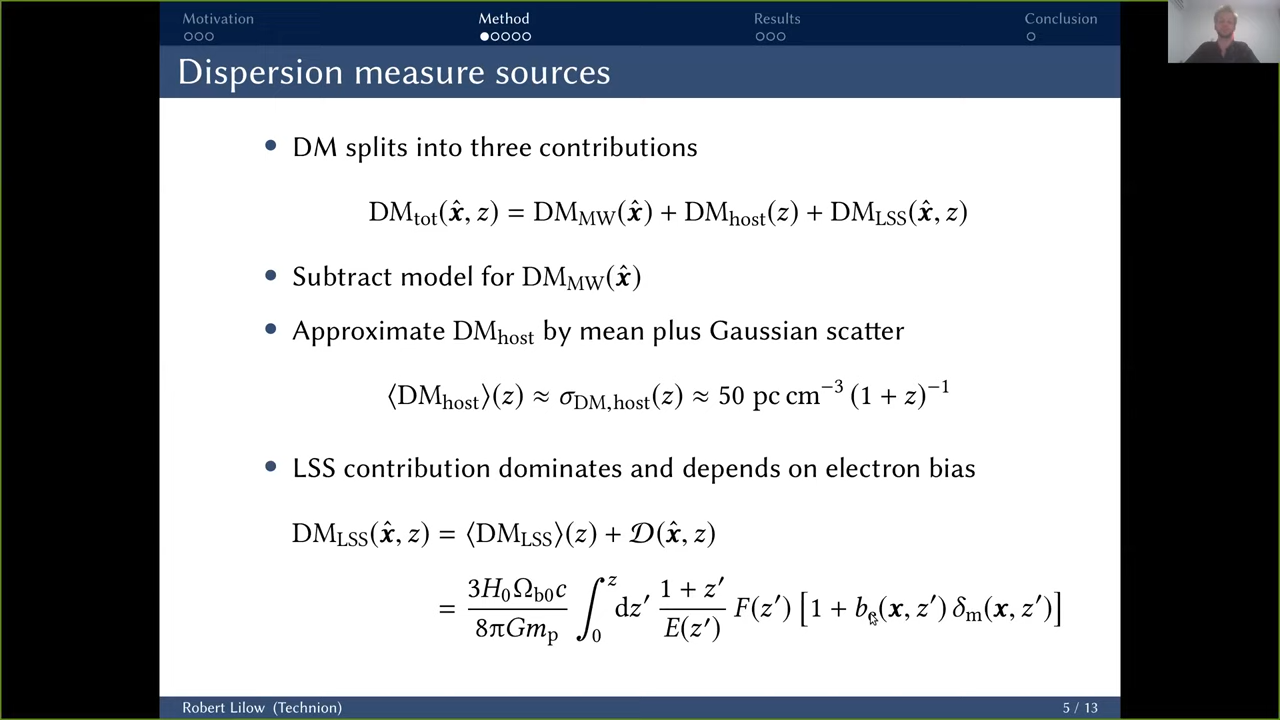 Motivation Method Results Conclusion
Dispersion measure sources
• DM splits into three contributions
DM_tot(x̂, z) = DM_MW(x̂) + DM_host(z) + DM_LSS(x̂, z)
• Subtract model for DM_MW(x̂)
• Approximate DM_host by mean plus Gaussian scatter
⟨DM_host⟩(z) ≈ σ_DM,host(z) ≈ 50 pc cm⁻³ (1 + z)⁻¹
• LSS contribution dominates and depends on electron bias
DM_LSS(x̂, z) = ⟨DM_LSS⟩(z) + 𝒟(x̂, z)
= 3H₀Ω_b0c / 8πGm_p ∫₀ᶻ dz′ 1 + z′ / E(z′) F(z′) [1 + b_e(x, z′) δ_m(x, z′)]
Robert Lilow (Technion) 5 / 13